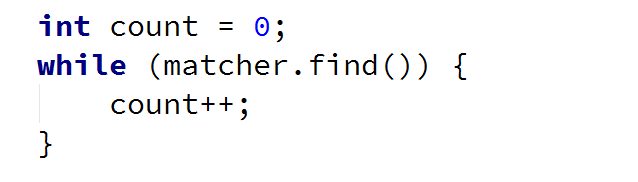 int count = 0;
while (matcher.find()) {
    count++;
}